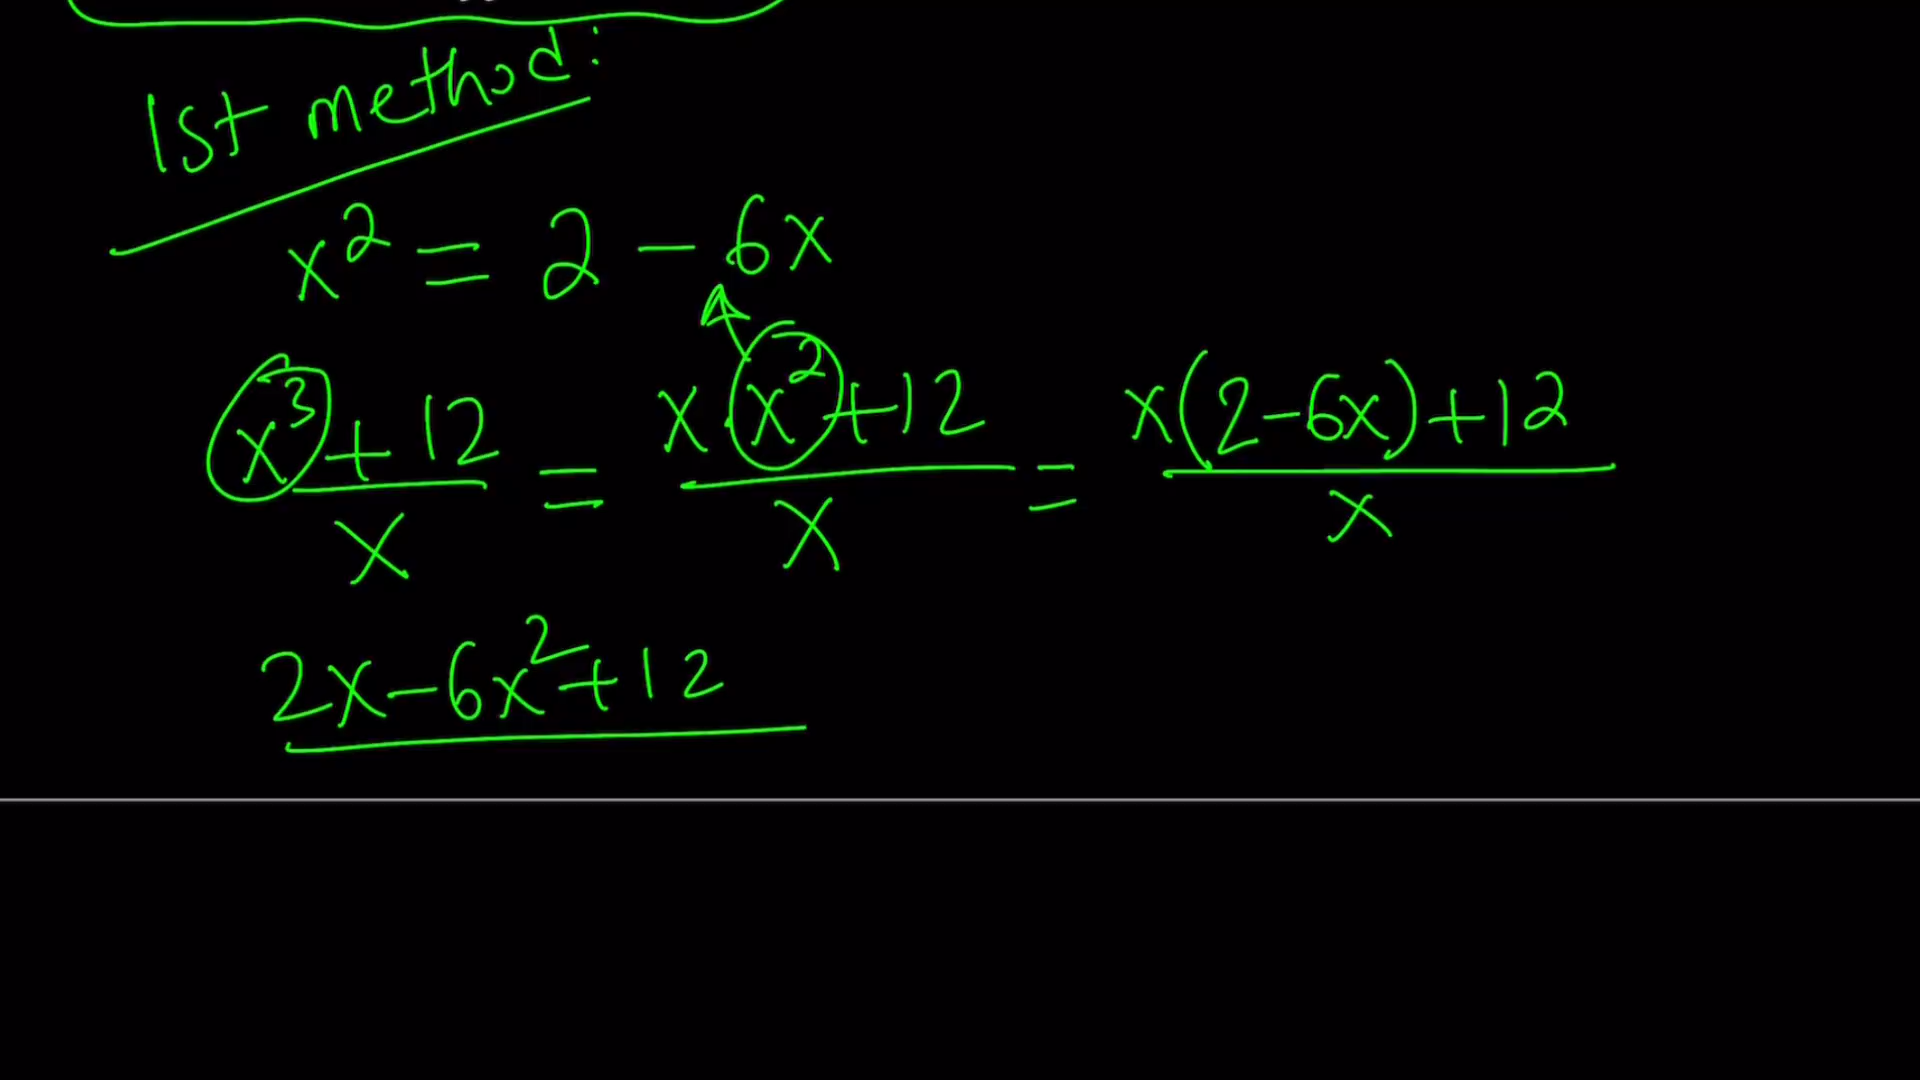 1st method:
x² = 2 - 6x
(x³ + 12)/x = (x·x² + 12)/x = (x(2-6x)+12)/x
2x - 6x² + 12